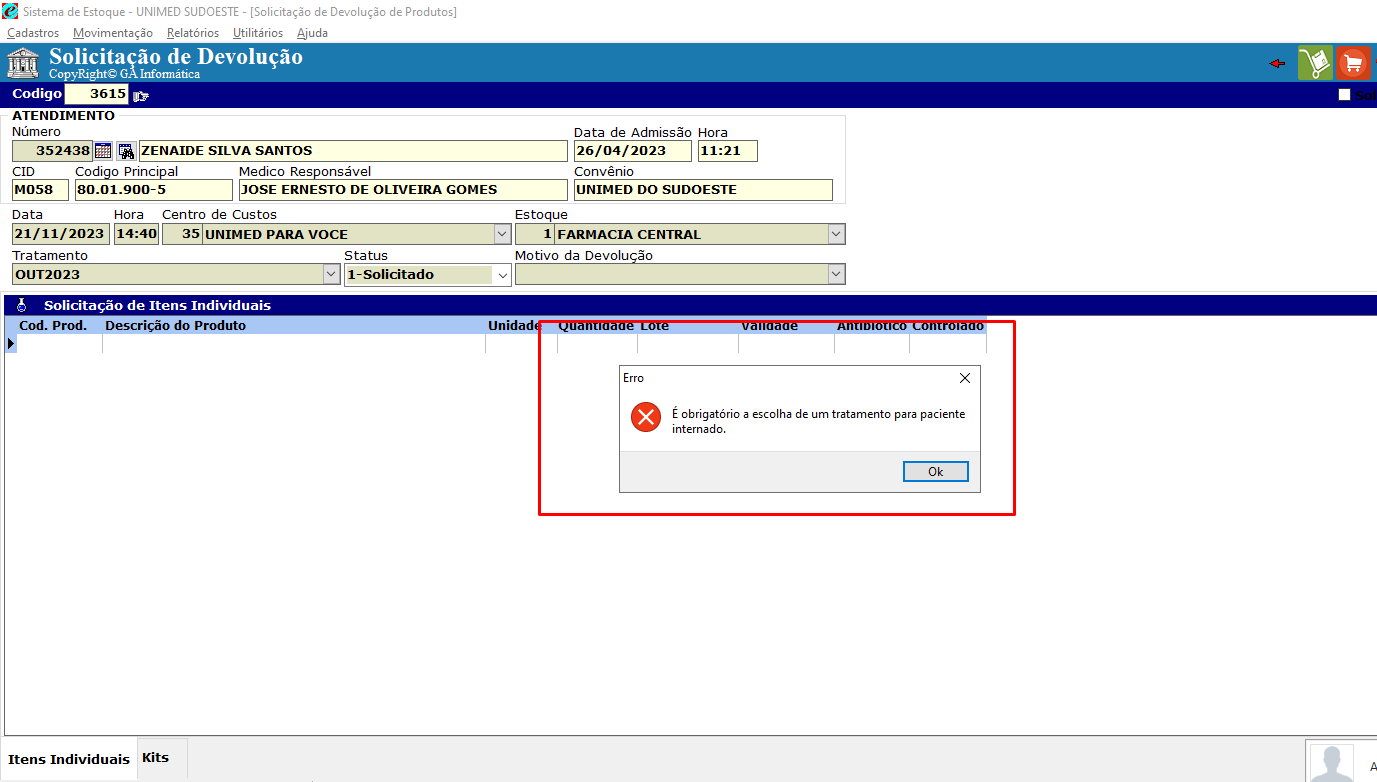 Sistema de Estoque - UNIMED SUDOESTE - [Solicitação de Devolução de Produtos]
Cadastros Movimentação Relatórios Utilitários Ajuda
Solicitação de Devolução
CopyRight© GA Informática
Codigo 3615
ATENDIMENTO
Número Data de Admissão Hora
352438 ZENAIDE SILVA SANTOS 26/04/2023 11:21
CID Codigo Principal Medico Responsável Convênio
M058 80.01.900-5 JOSE ERNESTO DE OLIVEIRA GOMES UNIMED DO SUDOESTE
Data Hora Centro de Custos Estoque
21/11/2023 14:40 35 UNIMED PARA VOCE 1 FARMACIA CENTRAL
Tratamento Status Motivo da Devolução
OUT2023 1-Solicitado
Solicitação de Itens Individuais
Cod. Prod. Descrição do Produto Unidade Quantidade Lote Validade Antibiótico Controlado
Erro
É obrigatório a escolha de um tratamento para paciente
internado.
Ok
Itens Individuais Kits